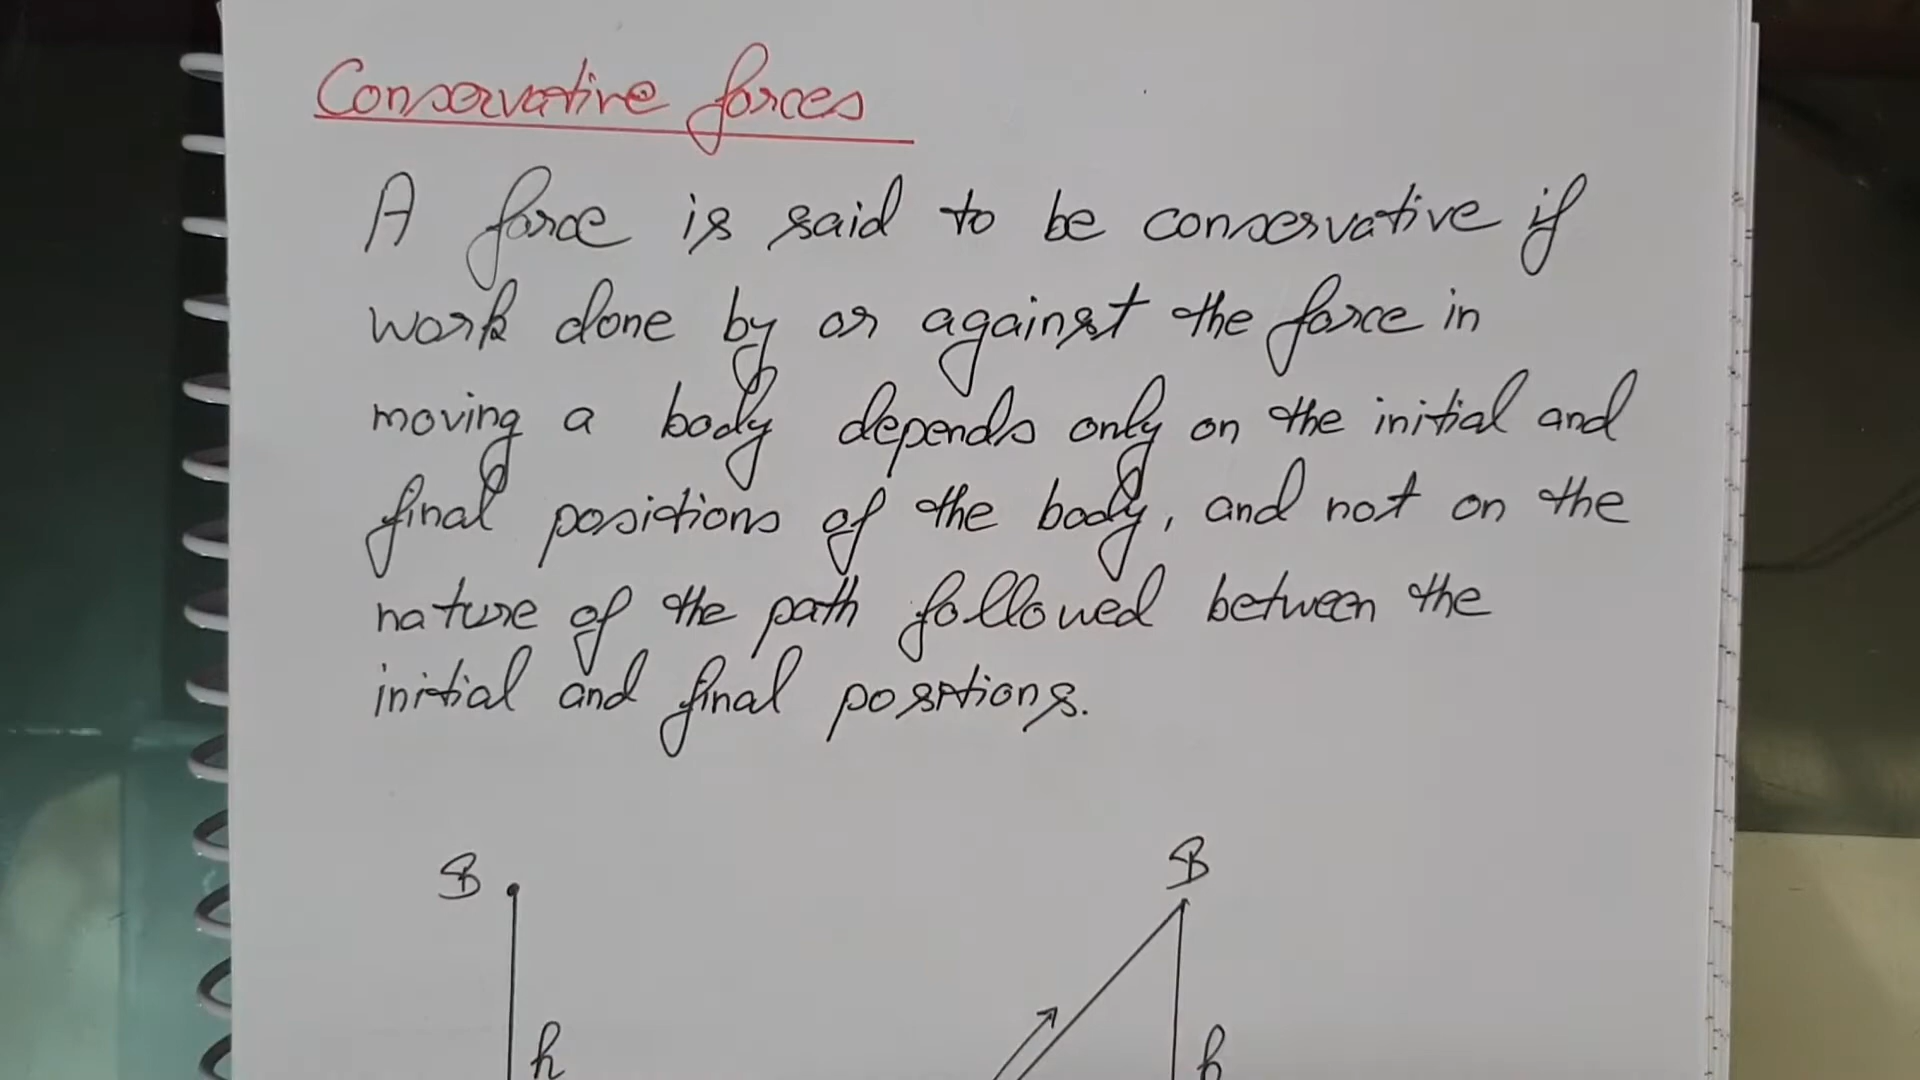 Conservative forces
A force is said to be conservative if
work done by or against the force in
moving a body depends only on the initial and
final positions of the body, and not on the
nature of the path followed between the
initial and final positions.
B B
h h